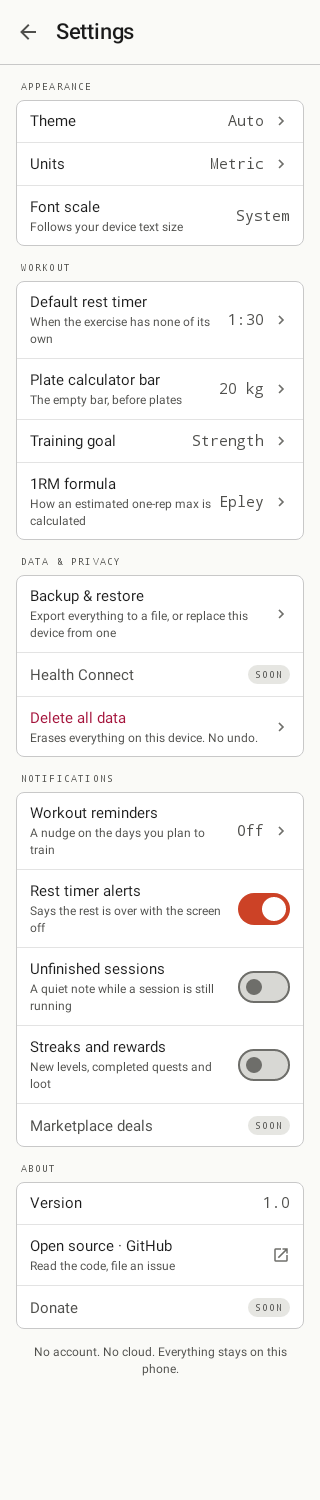 Settings
APPEARANCE
Theme
Auto
Units
Metric
Font scale
Follows your device text size
System
WORKOUT
Default rest timer
When the exercise has none of its
own
1:30
Plate calculator bar
The empty bar, before plates
20 kg
Training goal
Strength
1RM formula
How an estimated one-rep max is
calculated
Epley
DATA & PRIVACY
Backup & restore
Export everything to a file, or replace this
device from one
Health Connect
SOON
Delete all data
Erases everything on this device. No undo.
NOTIFICATIONS
Workout reminders
A nudge on the days you plan to
train
Off
Rest timer alerts
Says the rest is over with the screen
off
Unfinished sessions
A quiet note while a session is still
running
Streaks and rewards
New levels, completed quests and
loot
Marketplace deals
SOON
ABOUT
Version
1.0
Open source · GitHub
Read the code, file an issue
Donate
SOON
No account. No cloud. Everything stays on this
phone.